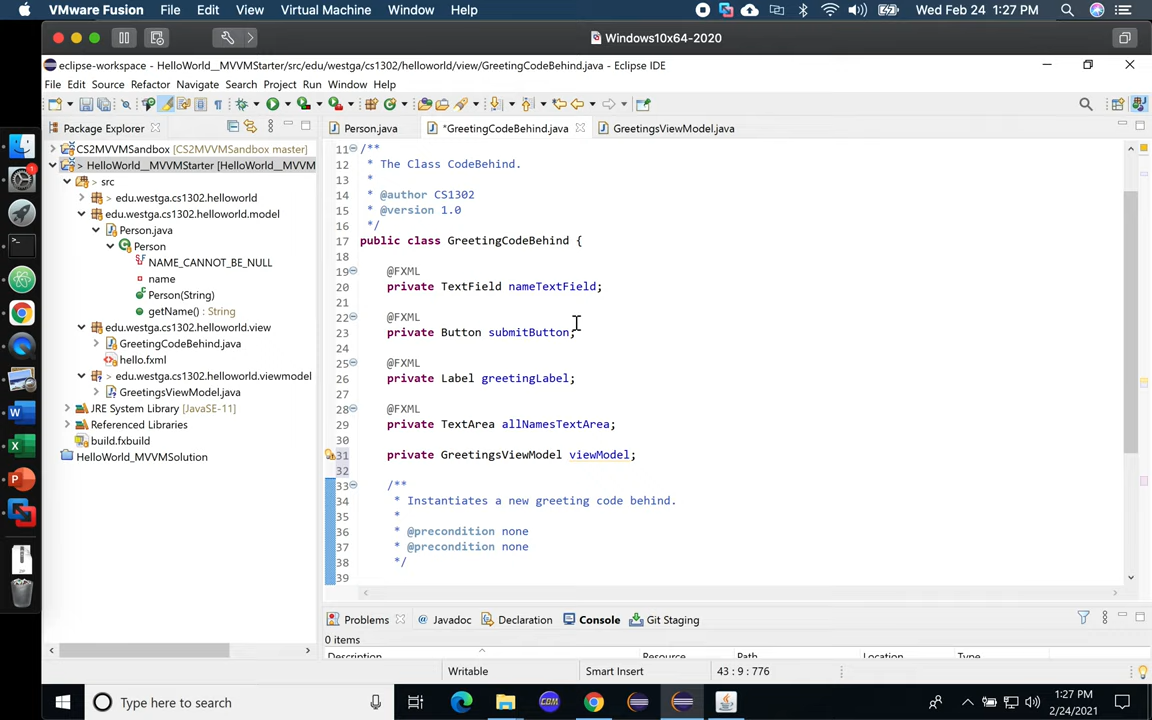 VMware Fusion File Edit View Virtual Machine Window Help Wed Feb 24 1:27 PM
Windows10x64-2020
eclipse-workspace - HelloWorld__MVVMStarter/src/edu/westga/cs1302/helloworld/view/GreetingCodeBehind.java - Eclipse IDE
File Edit Source Refactor Navigate Search Project Run Window Help
Package Explorer
Person.java
*GreetingCodeBehind.java
GreetingsViewModel.java
CS2MVVMSandbox [CS2MVVMSandbox master]
> HelloWorld__MVVMStarter [HelloWorld__MVVM
> src
> edu.westga.cs1302.helloworld
edu.westga.cs1302.helloworld.model
Person.java
Person
NAME_CANNOT_BE_NULL
name
Person(String)
getName() : String
edu.westga.cs1302.helloworld.view
GreetingCodeBehind.java
hello.fxml
> edu.westga.cs1302.helloworld.viewmodel
GreetingsViewModel.java
JRE System Library [JavaSE-11]
Referenced Libraries
build.fxbuild
HelloWorld_MVVMSolution
11 /**
12 * The Class CodeBehind.
13 *
14 * @author CS1302
15 * @version 1.0
16 */
17 public class GreetingCodeBehind {
18
19 @FXML
20 private TextField nameTextField;
21
22 @FXML
23 private Button submitButton;
24
25 @FXML
26 private Label greetingLabel;
27
28 @FXML
29 private TextArea allNamesTextArea;
30
31 private GreetingsViewModel viewModel;
32
33 /**
34 * Instantiates a new greeting code behind.
35 *
36 * @precondition none
37 * @precondition none
38 */
39
Problems @ Javadoc Declaration Console Git Staging
0 items
Description Resource Path Location Type
Writable Smart Insert 43 : 9 : 776
Type here to search
1:27 PM
2/24/2021